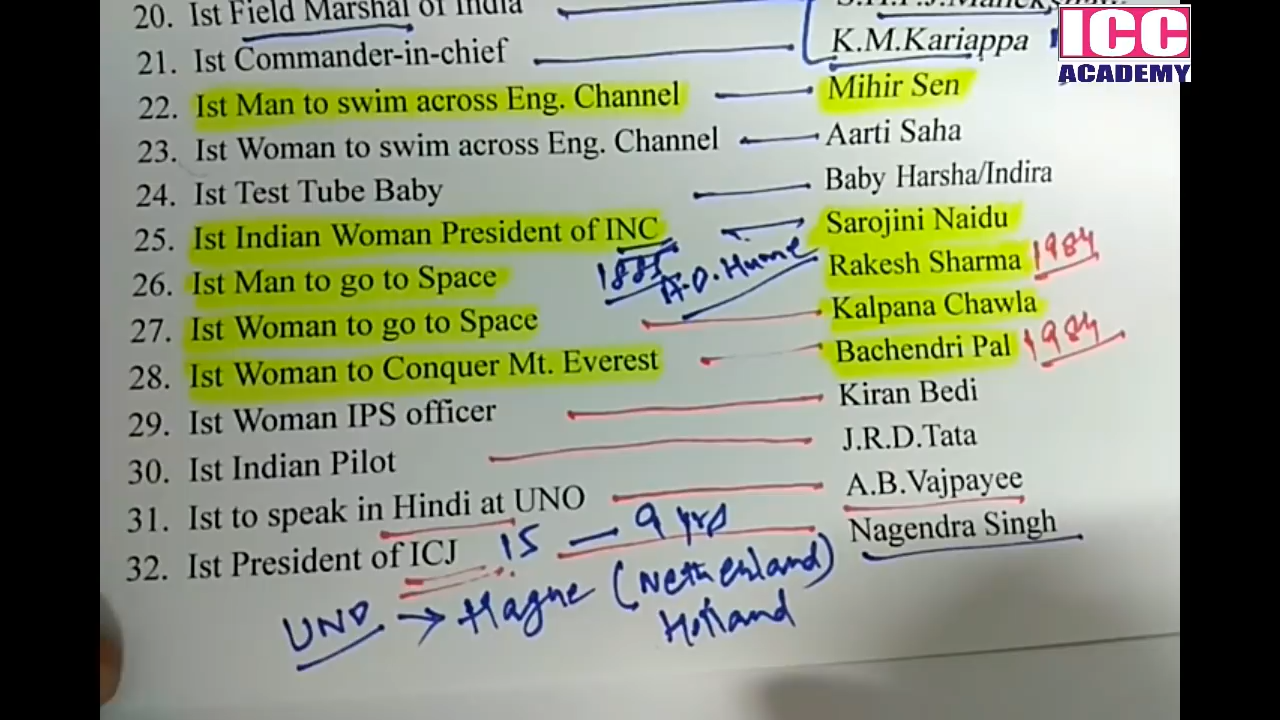 20. Ist Field Marshal of India S.H.F.J.Manekshaw
ICC
ACADEMY
21. Ist Commander-in-chief K.M.Kariappa
22. Ist Man to swim across Eng. Channel Mihir Sen
23. Ist Woman to swim across Eng. Channel Aarti Saha
24. Ist Test Tube Baby Baby Harsha/Indira
25. Ist Indian Woman President of INC Sarojini Naidu
1885 A.O.Hume
26. Ist Man to go to Space Rakesh Sharma 1984
27. Ist Woman to go to Space Kalpana Chawla
28. Ist Woman to Conquer Mt. Everest Bachendri Pal 1984
29. Ist Woman IPS officer Kiran Bedi
30. Ist Indian Pilot J.R.D.Tata
31. Ist to speak in Hindi at UNO A.B.Vajpayee
32. Ist President of ICJ 15 — 9 yrs Nagendra Singh
UNO → Hague (Netherland)
Holland